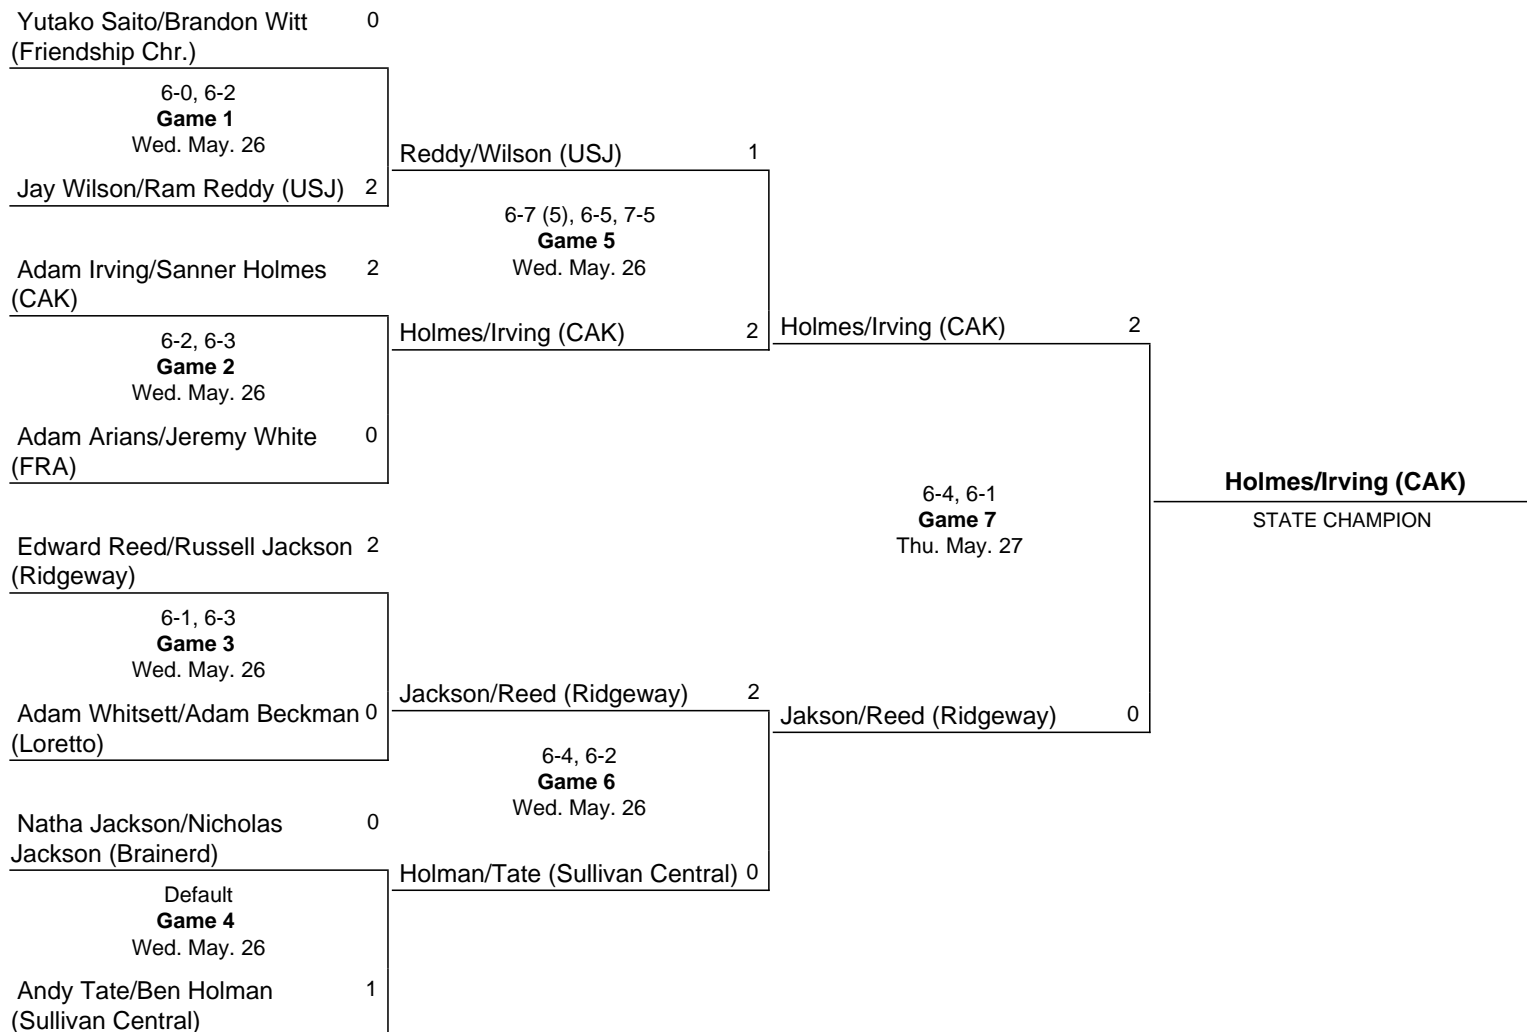 Yutako Saito/Brandon Witt 0
(Friendship Chr.)
6-0, 6-2
Game 1
Wed. May. 26
Jay Wilson/Ram Reddy (USJ) 2
Adam Irving/Sanner Holmes 2
(CAK)
6-2, 6-3
Game 2
Wed. May. 26
Adam Arians/Jeremy White 0
(FRA)
Edward Reed/Russell Jackson 2
(Ridgeway)
6-1, 6-3
Game 3
Wed. May. 26
Adam Whitsett/Adam Beckman 0
(Loretto)
Natha Jackson/Nicholas 0
Jackson (Brainerd)
Default
Game 4
Wed. May. 26
Andy Tate/Ben Holman 1
(Sullivan Central)
Reddy/Wilson (USJ) 1
6-7 (5), 6-5, 7-5
Game 5
Wed. May. 26
Holmes/Irving (CAK) 2
Jackson/Reed (Ridgeway) 2
6-4, 6-2
Game 6
Wed. May. 26
Holman/Tate (Sullivan Central) 0
Holmes/Irving (CAK) 2
6-4, 6-1
Game 7
Thu. May. 27
Jakson/Reed (Ridgeway) 0
Holmes/Irving (CAK)
STATE CHAMPION